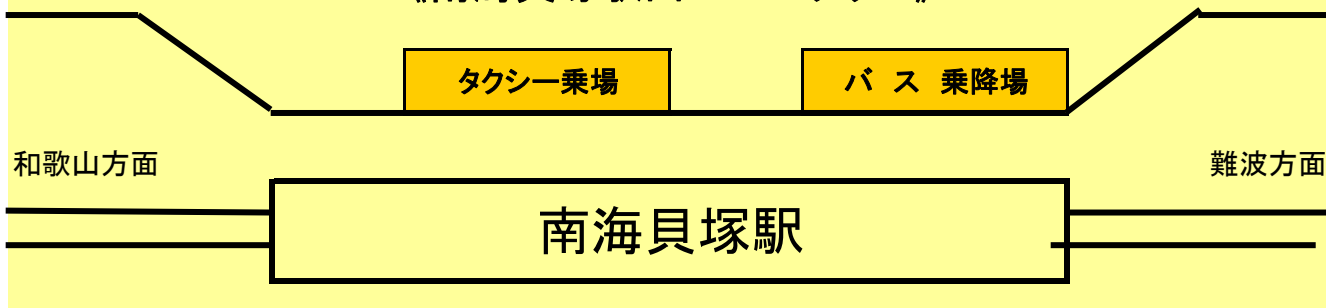 タクシー乗場
バス 乗降場
和歌山方面
難波方面
南海貝塚駅